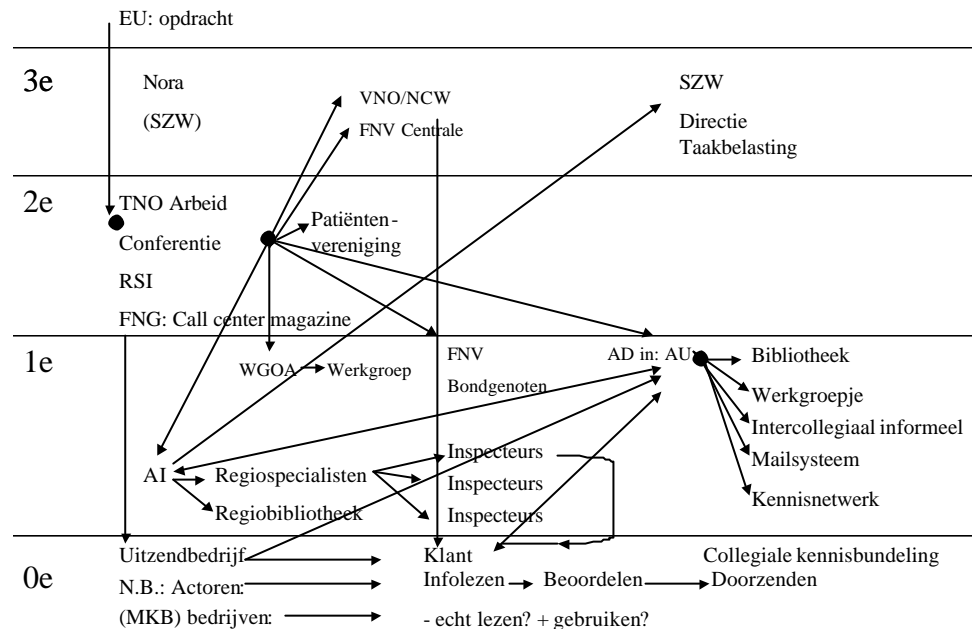 EU: opdracht
3e
Nora
(SZW)
VNO/NCW
FNV Centrale
SZW
Directie
Taakbelasting
2e
TNO Arbeid
Conferentie
RSI
FNG: Call center magazine
Patiënten-
vereniging
1e
WGOA
Werkgroep
FNV
Bondgenoten
AD in: AU
Bibliotheek
Werkgroepje
Intercollegiaal informeel
Mailsysteem
Kennisnetwerk
AI
Regiospecialisten
Regiobibliotheek
Inspecteurs
Inspecteurs
Inspecteurs
0e
Uitzendbedrijf
Klant
Collegiale kennisbundeling
N.B.: Actoren:
Infolezen
Beoordelen
Doorzenden
(MKB) bedrijven:
- echt lezen? + gebruiken?